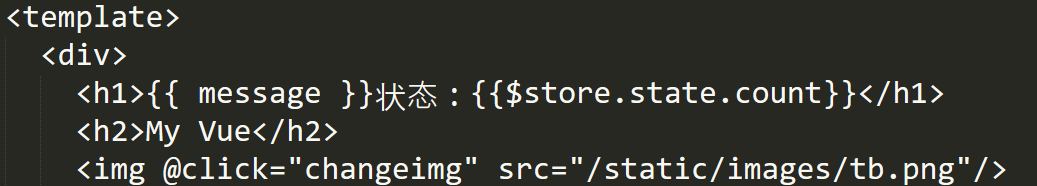 <template>
<div>
<h1>{{ message }}状态：{{$store.state.count}}</h1>
<h2>My Vue</h2>
<img @click="changeimg" src="/static/images/tb.png"/>